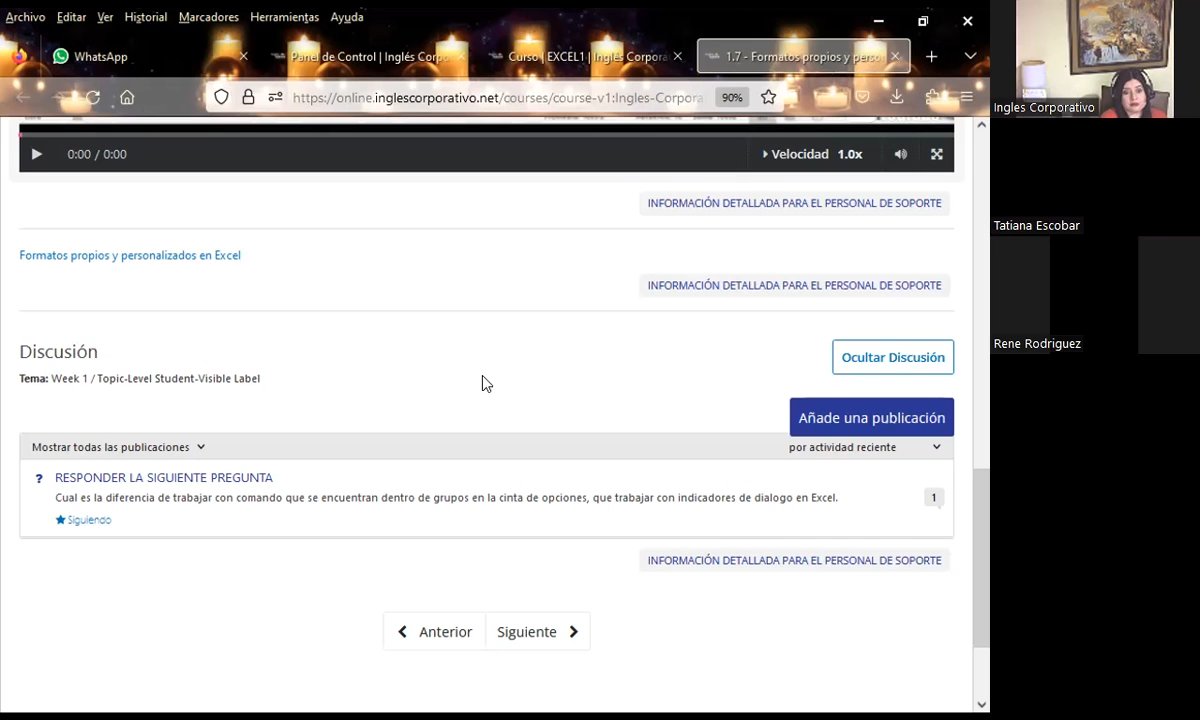 Archivo Editar Ver Historial Marcadores Herramientas Ayuda
WhatsApp
Panel de Control | Inglés Corpo
Curso | EXCEL1 | Inglés Corpora
1.7 - Formatos propios y perso
https://online.inglescorporativo.net/courses/course-v1:Ingles-Corpora
90%
0:00 / 0:00
Velocidad 1.0x
INFORMACIÓN DETALLADA PARA EL PERSONAL DE SOPORTE
Formatos propios y personalizados en Excel
INFORMACIÓN DETALLADA PARA EL PERSONAL DE SOPORTE
Discusión
Ocultar Discusión
Tema: Week 1 / Topic-Level Student-Visible Label
Añade una publicación
Mostrar todas las publicaciones
por actividad reciente
? RESPONDER LA SIGUIENTE PREGUNTA
Cual es la diferencia de trabajar con comando que se encuentran dentro de grupos en la cinta de opciones, que trabajar con indicadores de dialogo en Excel.
1
Siguiendo
INFORMACIÓN DETALLADA PARA EL PERSONAL DE SOPORTE
Anterior
Siguiente
Ingles Corporativo
Tatiana Escobar
Rene Rodriguez